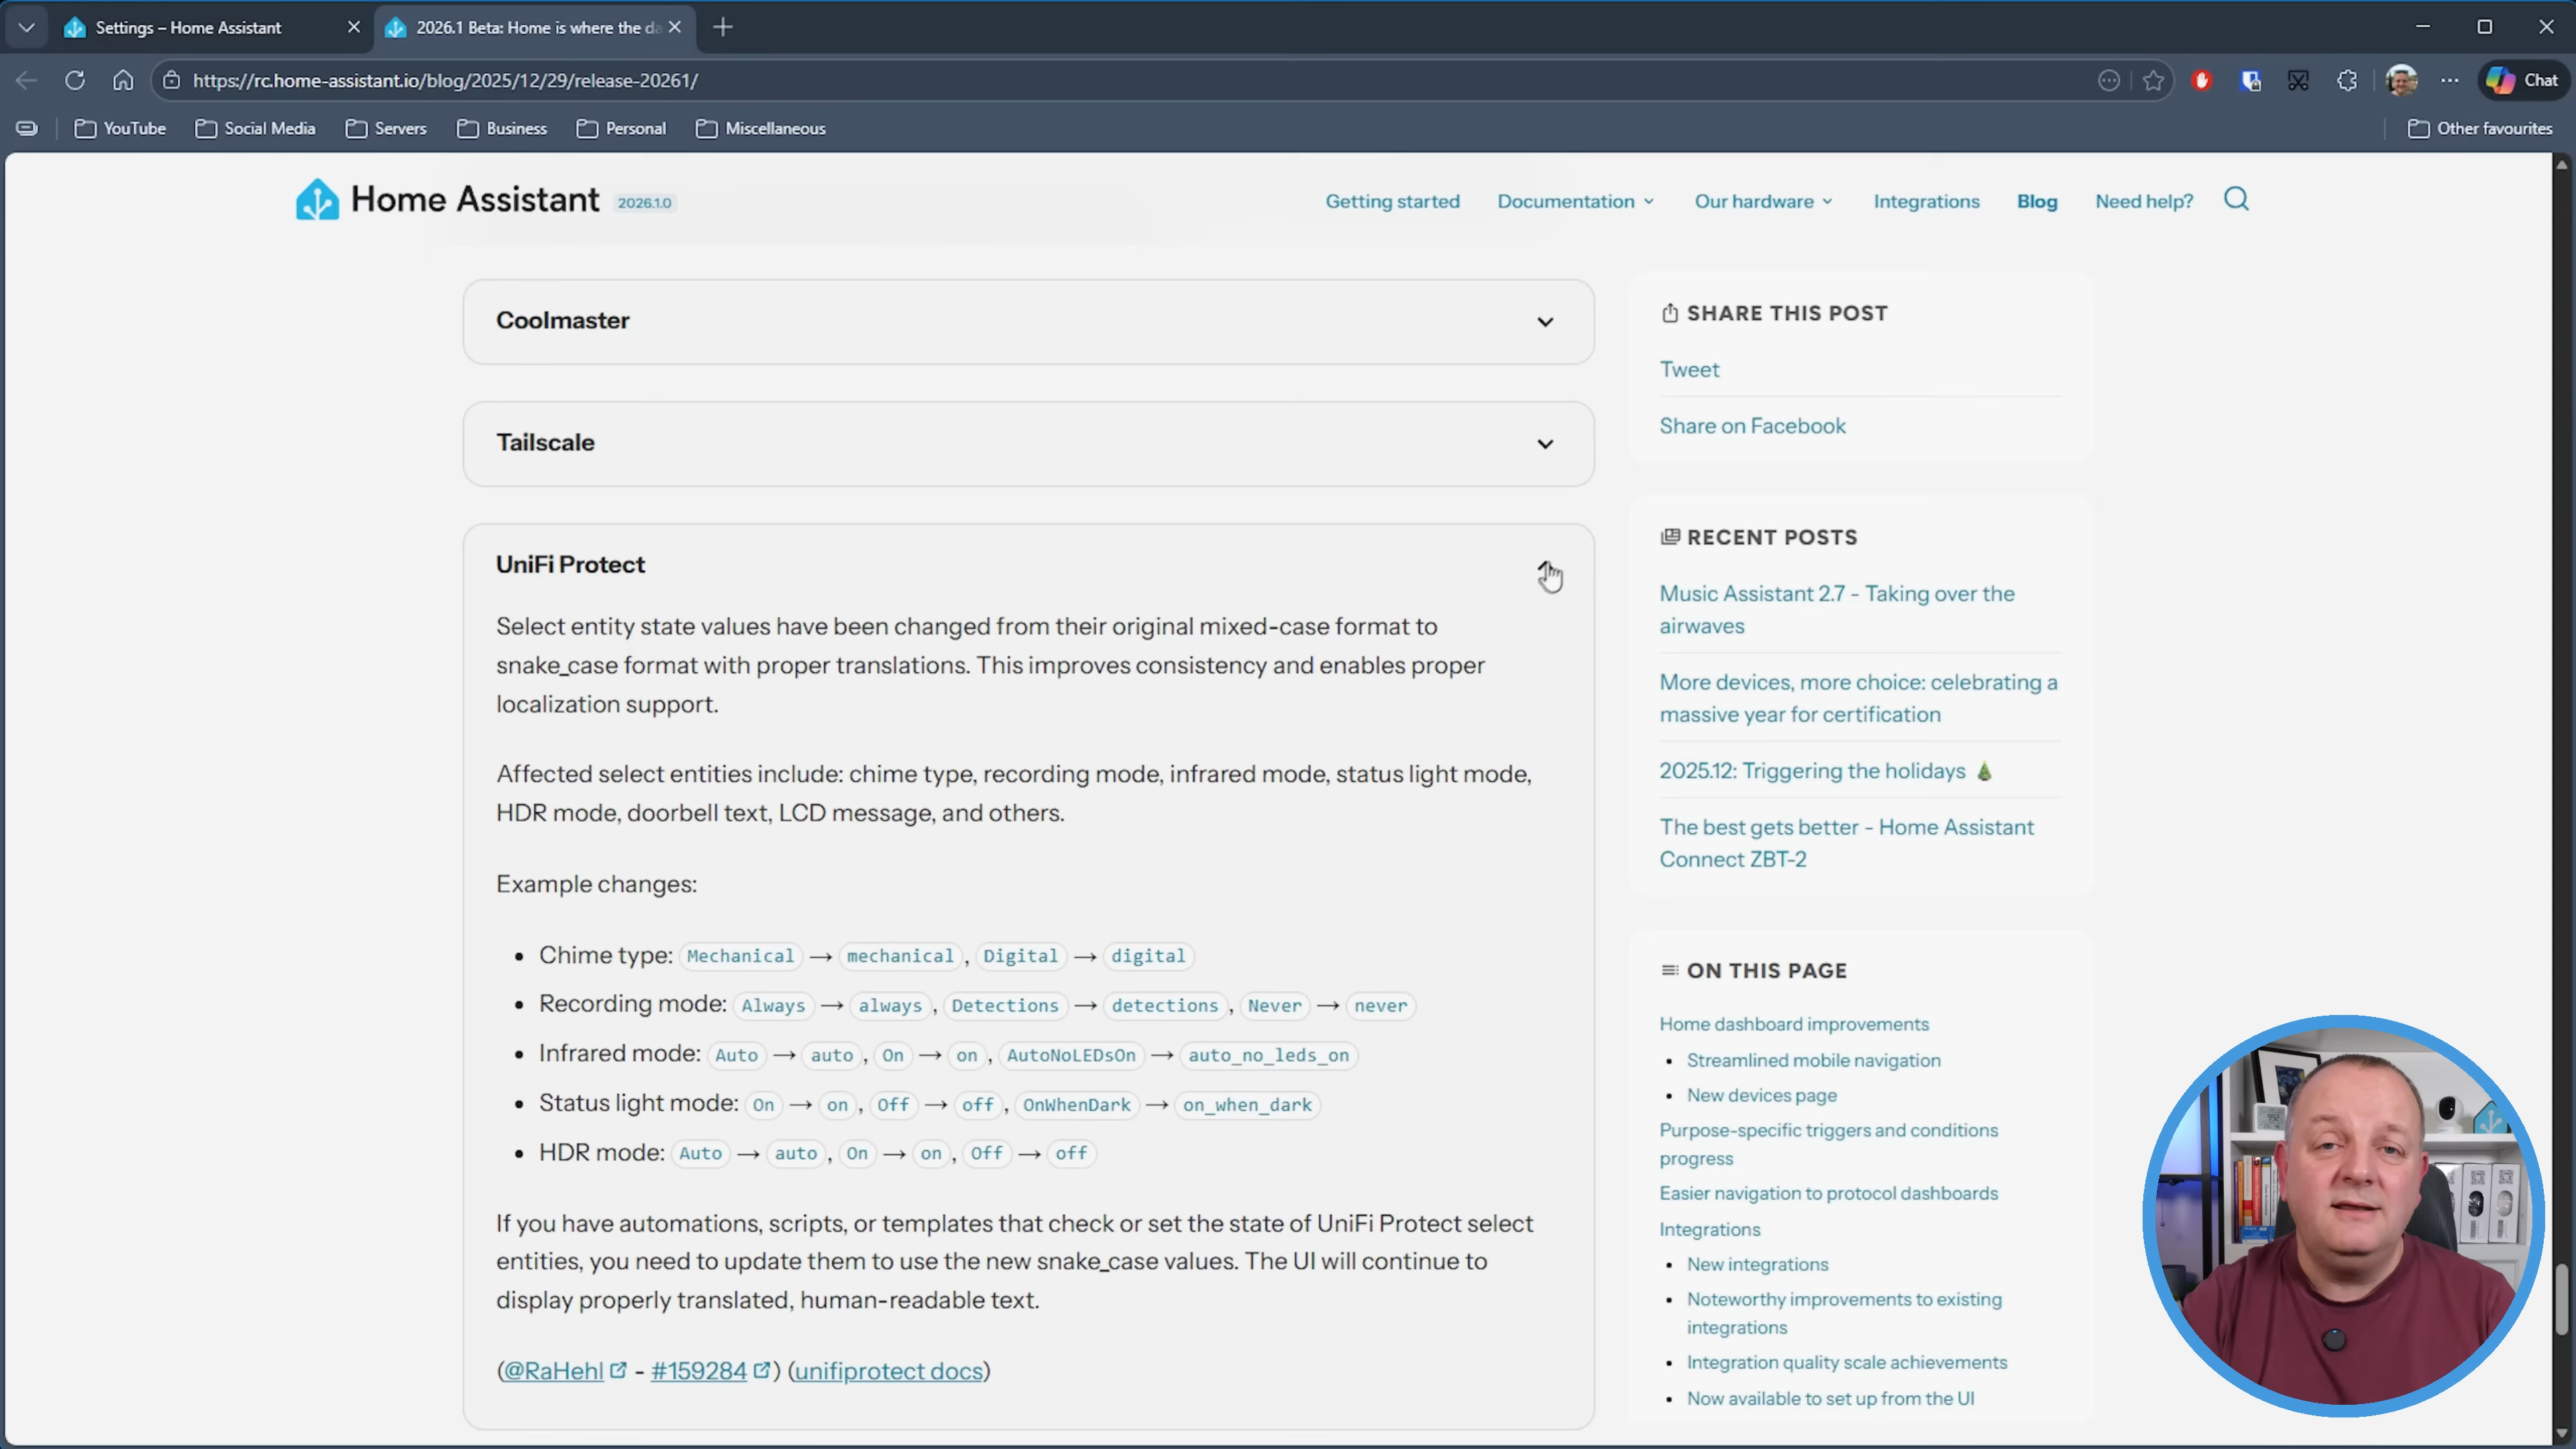 Settings – Home Assistant
2026.1 Beta: Home is where the da
https://rc.home-assistant.io/blog/2025/12/29/release-20261/
Chat
YouTube
Social Media
Servers
Business
Personal
Miscellaneous
Other favourites
Home Assistant 2026.1.0
Getting started
Documentation
Our hardware
Integrations
Blog
Need help?
Coolmaster
Tailscale
UniFi Protect
Select entity state values have been changed from their original mixed-case format to
snake_case format with proper translations. This improves consistency and enables proper
localization support.
Affected select entities include: chime type, recording mode, infrared mode, status light mode,
HDR mode, doorbell text, LCD message, and others.
Example changes:
• Chime type: Mechanical → mechanical, Digital → digital
• Recording mode: Always → always, Detections → detections, Never → never
• Infrared mode: Auto → auto, On → on, AutoNoLEDsOn → auto_no_leds_on
• Status light mode: On → on, Off → off, OnWhenDark → on_when_dark
• HDR mode: Auto → auto, On → on, Off → off
If you have automations, scripts, or templates that check or set the state of UniFi Protect select
entities, you need to update them to use the new snake_case values. The UI will continue to
display properly translated, human-readable text.
(@RaHehl - #159284) (unifiprotect docs)
SHARE THIS POST
Tweet
Share on Facebook
RECENT POSTS
Music Assistant 2.7 - Taking over the
airwaves
More devices, more choice: celebrating a
massive year for certification
2025.12: Triggering the holidays 🎄
The best gets better - Home Assistant
Connect ZBT-2
ON THIS PAGE
Home dashboard improvements
• Streamlined mobile navigation
• New devices page
Purpose-specific triggers and conditions
progress
Easier navigation to protocol dashboards
Integrations
• New integrations
• Noteworthy improvements to existing
integrations
• Integration quality scale achievements
• Now available to set up from the UI